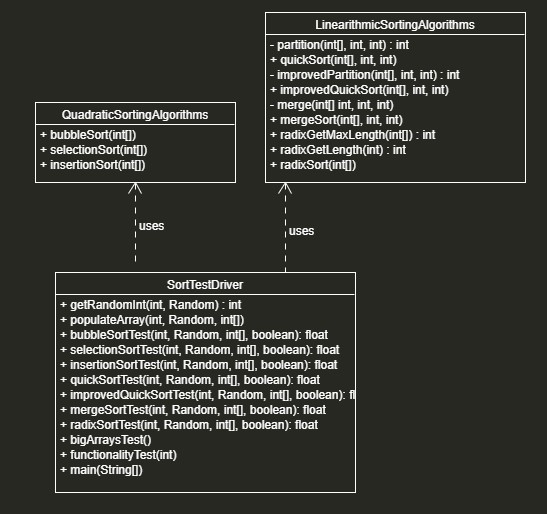 LinearithmicSortingAlgorithms
- partition(int[], int, int) : int
+ quickSort(int[], int, int)
- improvedPartition(int[], int, int) : int
+ improvedQuickSort(int[], int, int)
- merge(int[] int, int, int)
+ mergeSort(int[], int, int)
+ radixGetMaxLength(int[]) : int
+ radixGetLength(int) : int
+ radixSort(int[])
QuadraticSortingAlgorithms
+ bubbleSort(int[])
+ selectionSort(int[])
+ insertionSort(int[])
uses
uses
SortTestDriver
+ getRandomInt(int, Random) : int
+ populateArray(int, Random, int[])
+ bubbleSortTest(int, Random, int[], boolean): float
+ selectionSortTest(int, Random, int[], boolean): float
+ insertionSortTest(int, Random, int[], boolean): float
+ quickSortTest(int, Random, int[], boolean): float
+ improvedQuickSortTest(int, Random, int[], boolean): fl
+ mergeSortTest(int, Random, int[], boolean): float
+ radixSortTest(int, Random, int[], boolean): float
+ bigArraysTest()
+ functionalityTest(int)
+ main(String[])